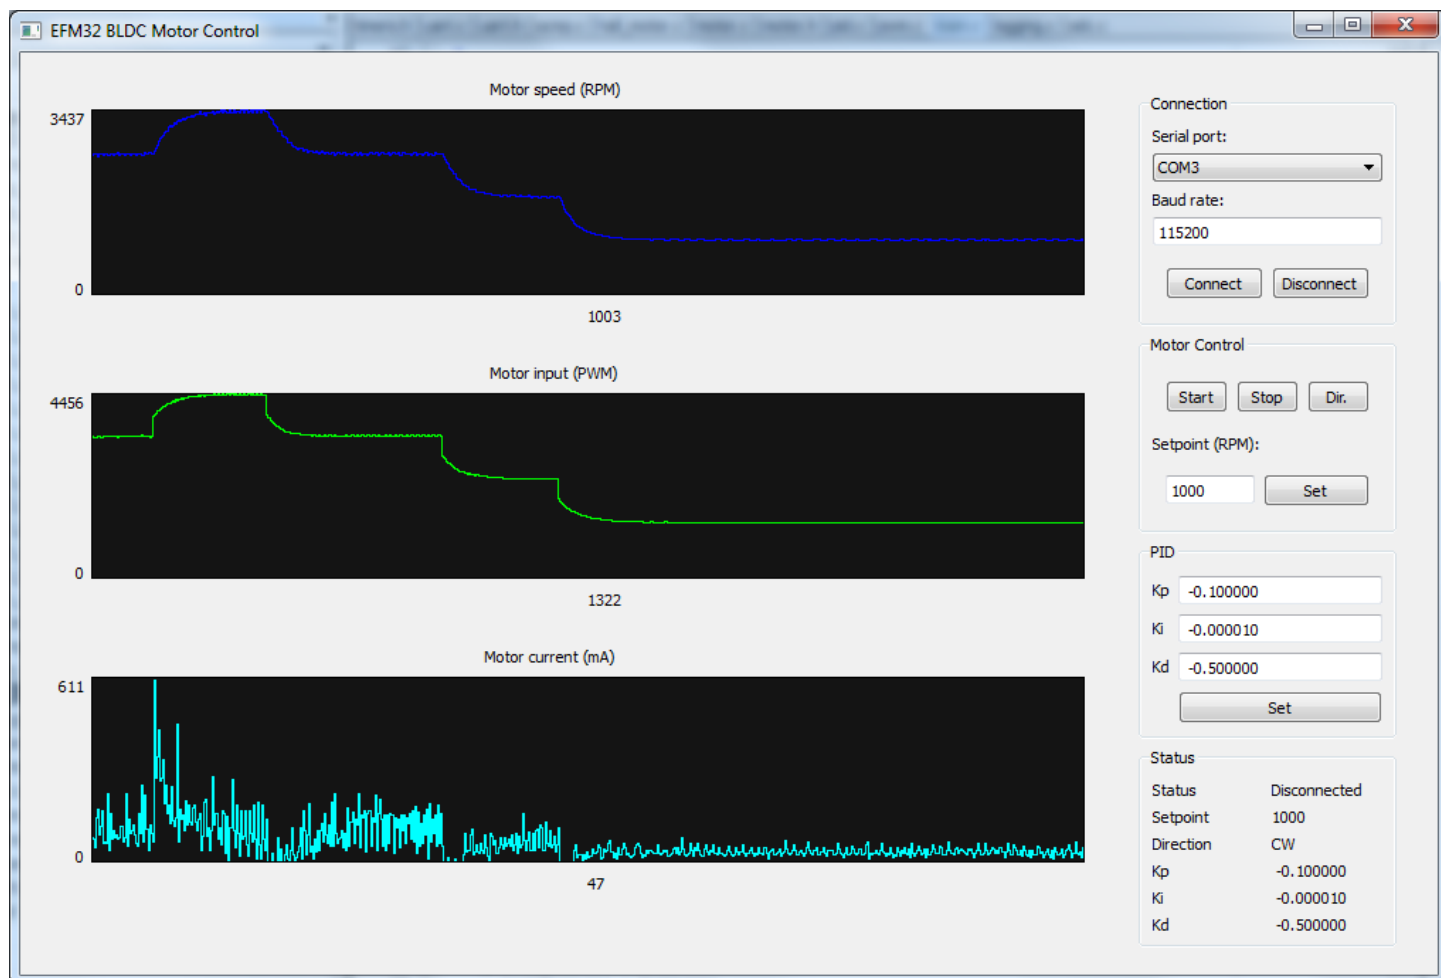 EFM32 BLDC Motor Control
Motor speed (RPM)
3437
0
1003
Motor input (PWM)
4456
0
1322
Motor current (mA)
611
0
47
Connection
Serial port:
COM3
Baud rate:
115200
Connect Disconnect
Motor Control
Start Stop Dir.
Setpoint (RPM):
1000 Set
PID
Kp -0.100000
Ki -0.000010
Kd -0.500000
Set
Status
Status Disconnected
Setpoint 1000
Direction CW
Kp -0.100000
Ki -0.000010
Kd -0.500000